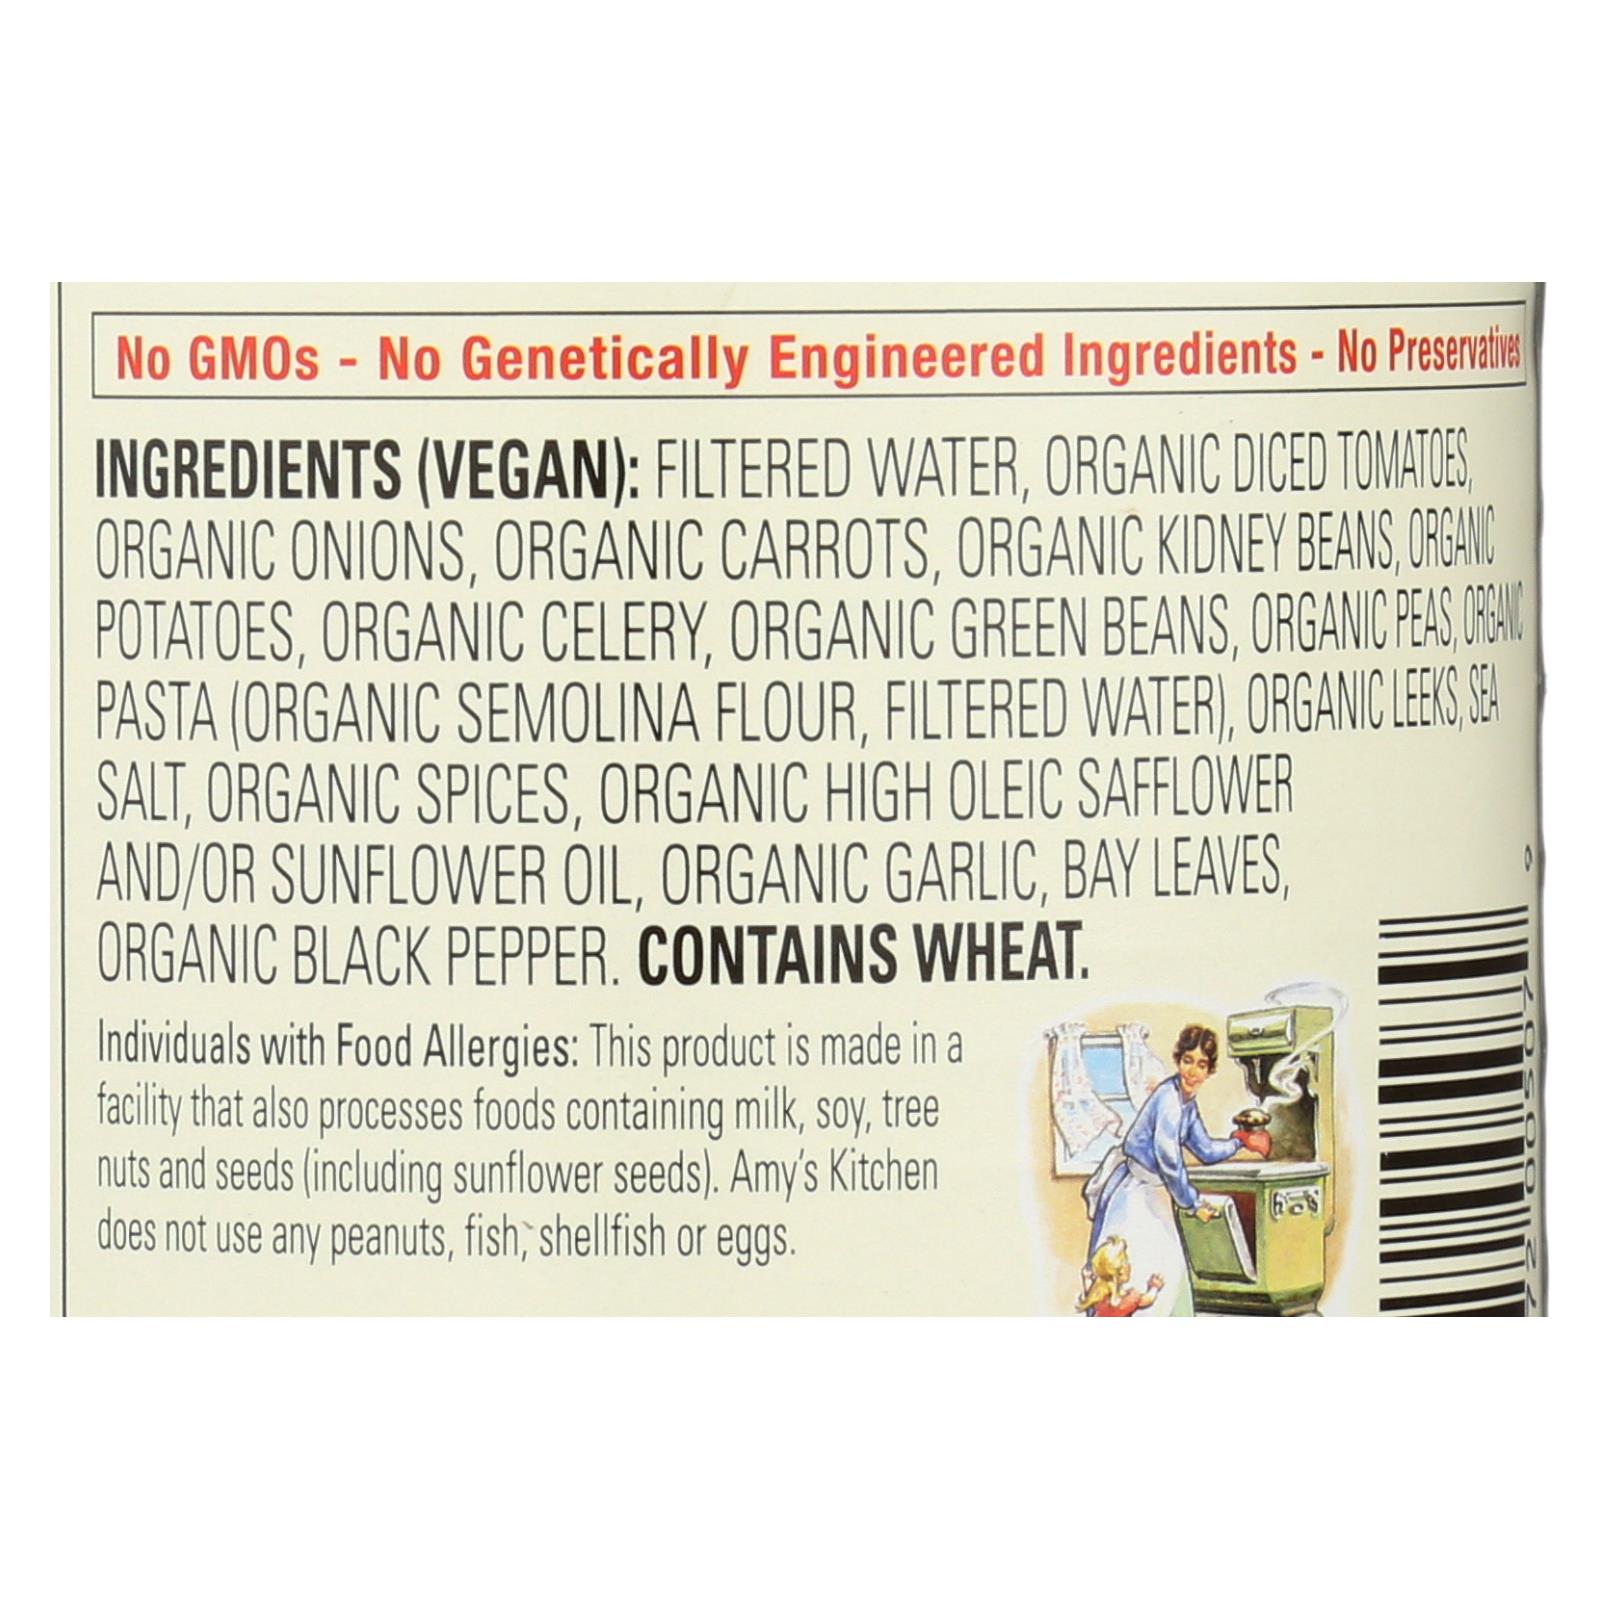 No GMOs - No Genetically Engineered Ingredients - No Preservatives
INGREDIENTS (VEGAN): FILTERED WATER, ORGANIC DICED TOMATOES,
ORGANIC ONIONS, ORGANIC CARROTS, ORGANIC KIDNEY BEANS, ORGANIC
POTATOES, ORGANIC CELERY, ORGANIC GREEN BEANS, ORGANIC PEAS, ORGANIC
PASTA (ORGANIC SEMOLINA FLOUR, FILTERED WATER), ORGANIC LEEKS, SEA
SALT, ORGANIC SPICES, ORGANIC HIGH OLEIC SAFFLOWER
AND/OR SUNFLOWER OIL, ORGANIC GARLIC, BAY LEAVES,
ORGANIC BLACK PEPPER. CONTAINS WHEAT.
Individuals with Food Allergies: This product is made in a
facility that also processes foods containing milk, soy, tree
nuts and seeds (including sunflower seeds). Amy's Kitchen
does not use any peanuts, fish, shellfish or eggs.
7200507 9